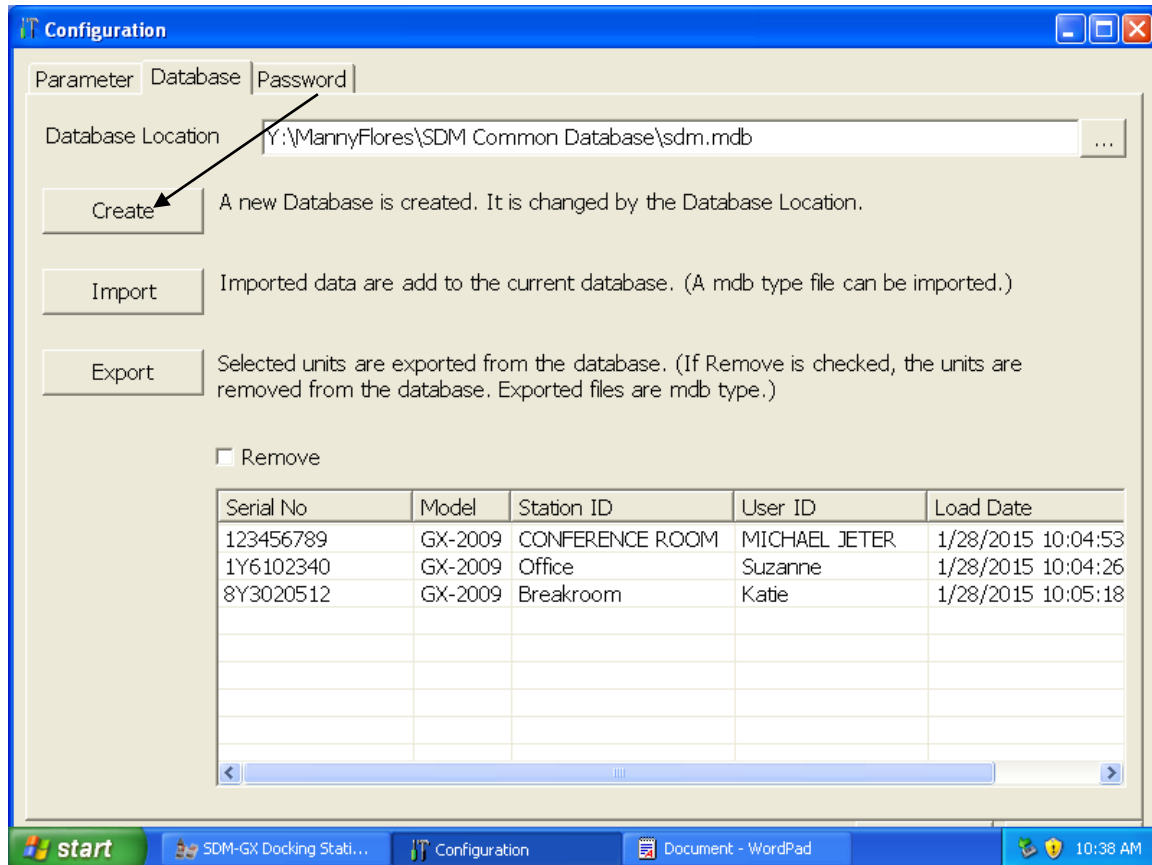 Configuration
Parameter Database Password
Database Location Y:\MannyFlores\SDM Common Database\sdm.mdb ...
Create A new Database is created. It is changed by the Database Location.
Import Imported data are add to the current database. (A mdb type file can be imported.)
Export Selected units are exported from the database. (If Remove is checked, the units are
removed from the database. Exported files are mdb type.)
Remove
Serial No Model Station ID User ID Load Date
123456789 GX-2009 CONFERENCE ROOM MICHAEL JETER 1/28/2015 10:04:53
1Y6102340 GX-2009 Office Suzanne 1/28/2015 10:04:26
8Y3020512 GX-2009 Breakroom Katie 1/28/2015 10:05:18
start SDM-GX Docking Stati... Configuration Document - WordPad 10:38 AM